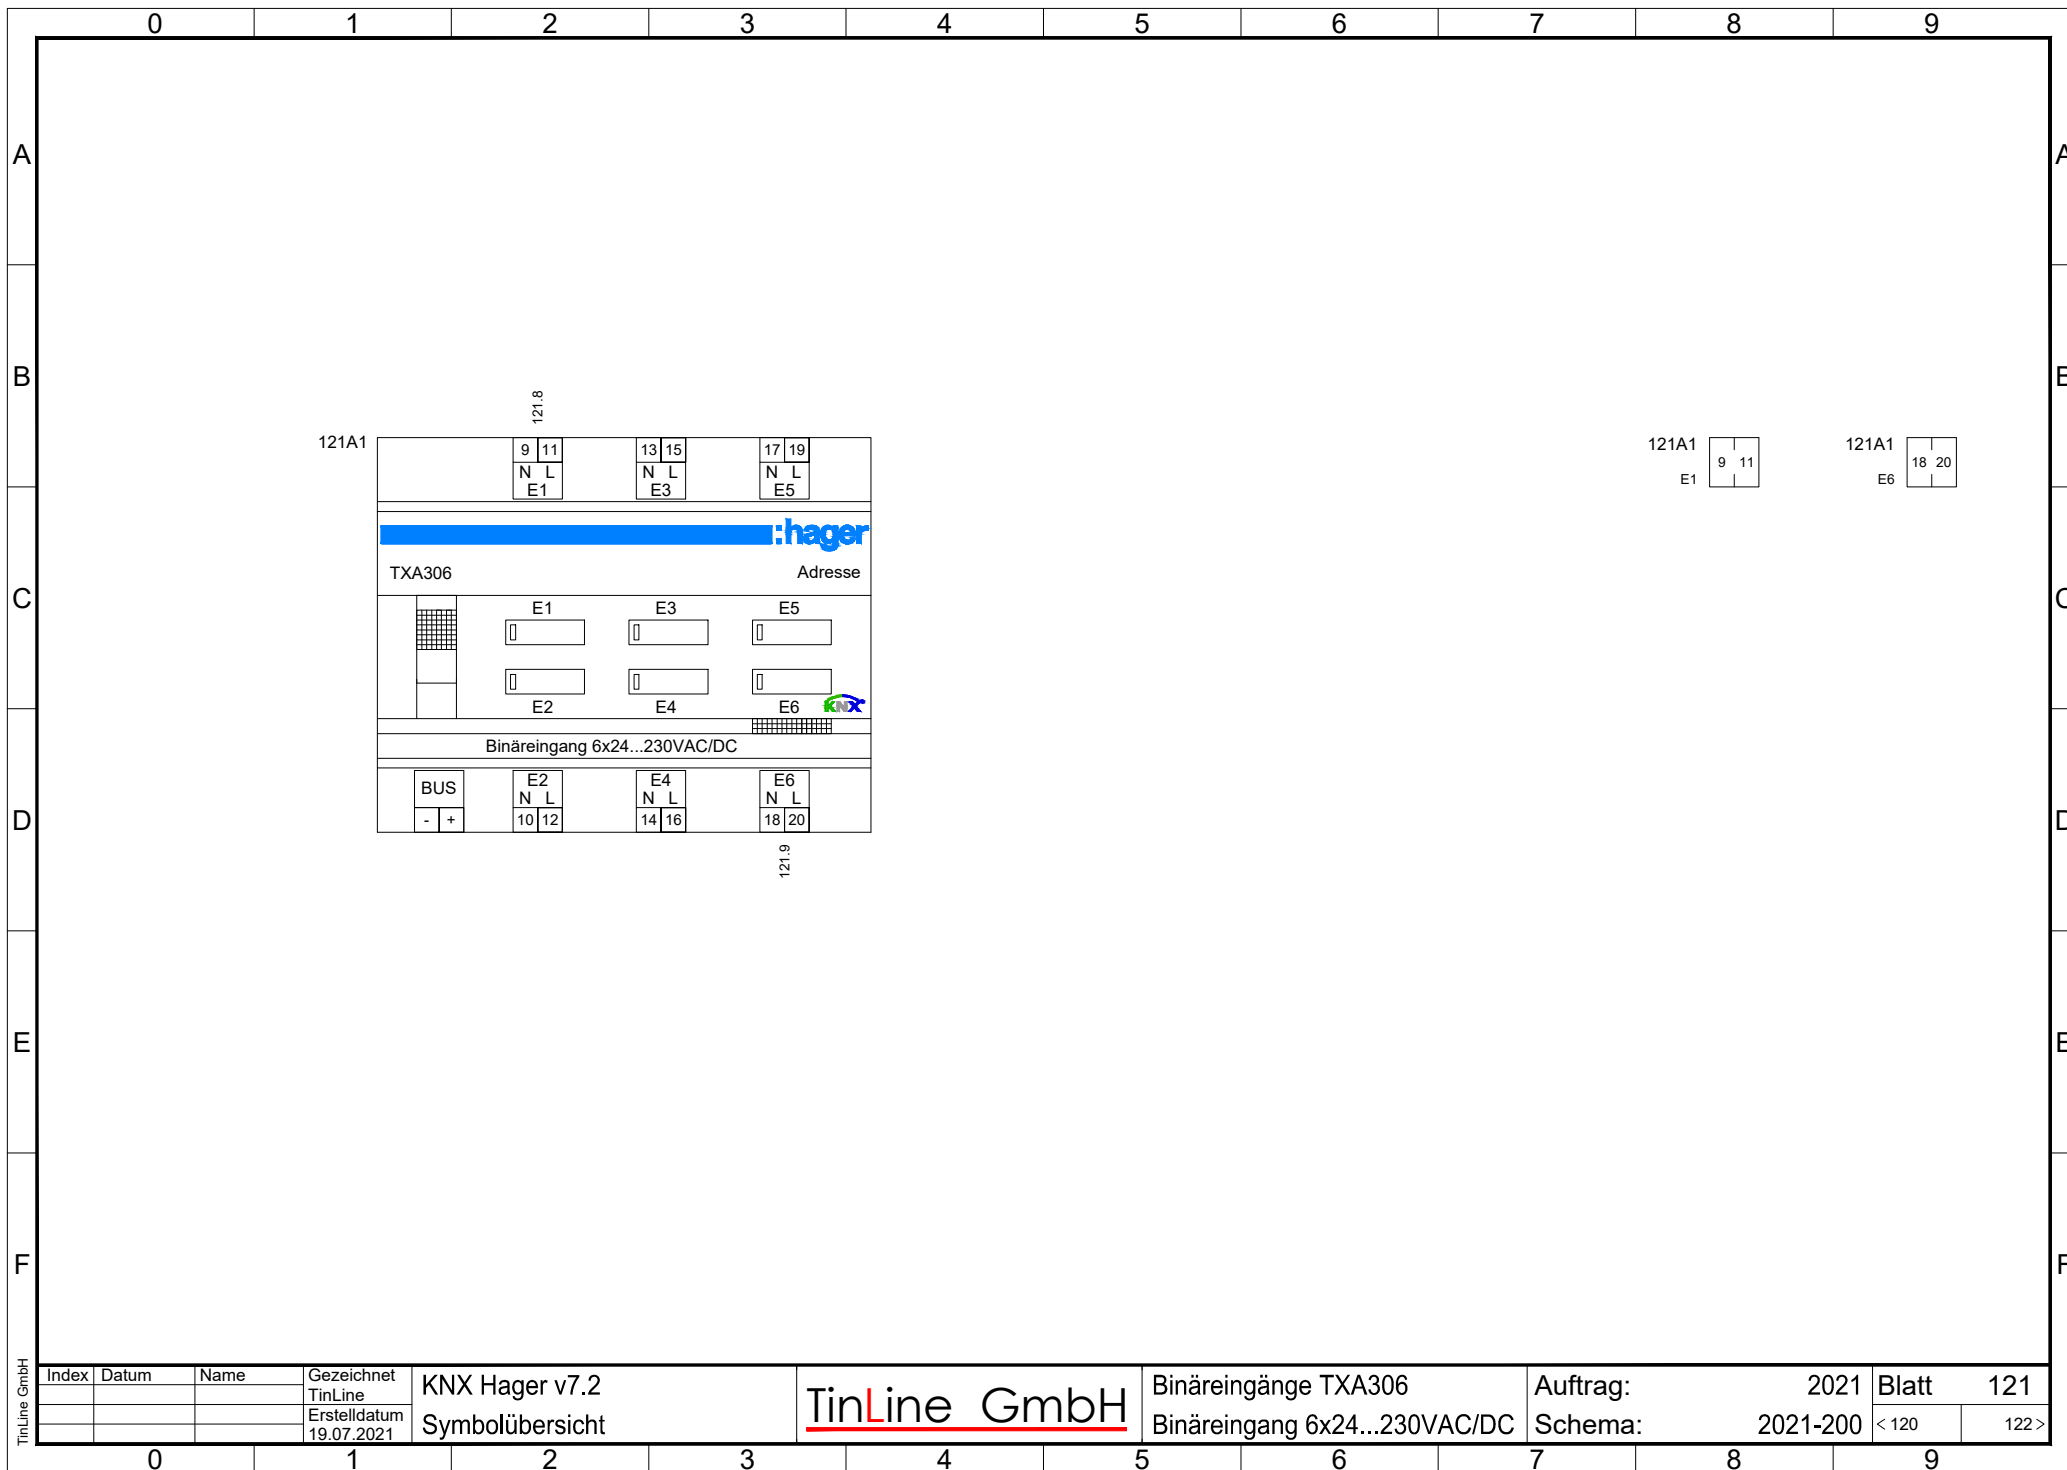 0 1 2 3 4 5 6 7 8 9
A A
B B
121.8
121A1
9 11 13 15 17 19
N L N L N L
E1 E3 E5
121A1 9 11 E1
121A1 18 20 E6
:hager
TXA306 Adresse
C C
E1 E3 E5
E2 E4 E6 KNX
Binäreingang 6x24...230VAC/DC
BUS E2 E4 E6
N L N L N L
- + 10 12 14 16 18 20
D D
121.9
E E
F F
TinLine GmbH
Index Datum Name Gezeichnet
TinLine
Erstelldatum
19.07.2021
KNX Hager v7.2
Symbolübersicht
TinLine GmbH
Binäreingänge TXA306
Binäreingang 6x24...230VAC/DC
Auftrag: 2021
Schema: 2021-200
Blatt 121
< 120 122 >
0 1 2 3 4 5 6 7 8 9